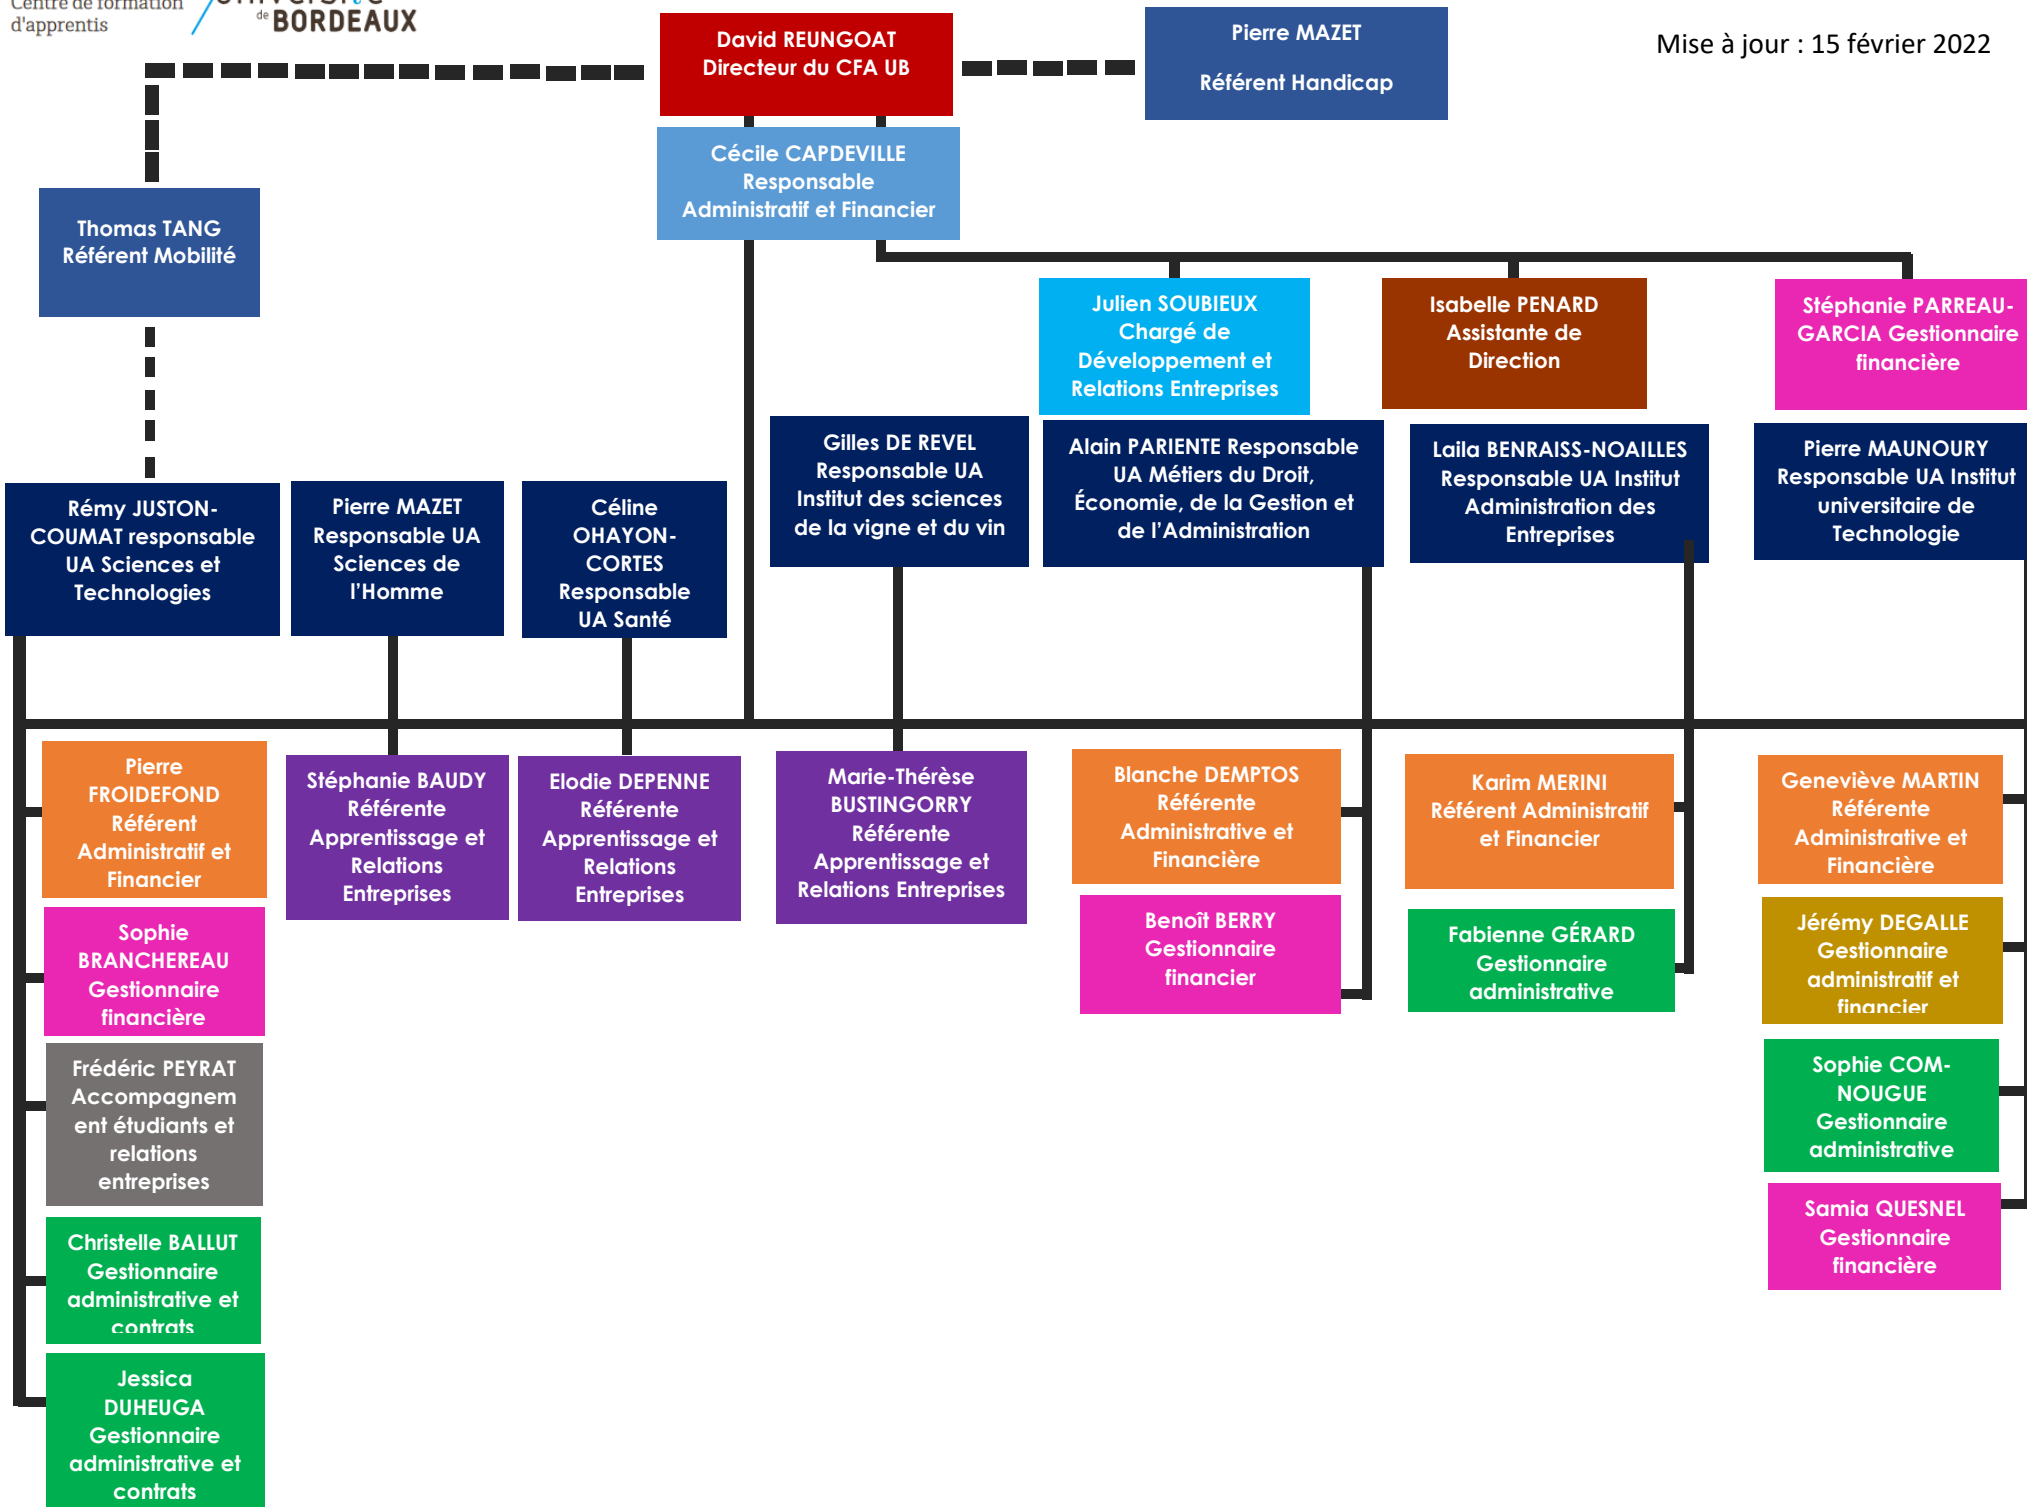 Centre de formation
d'apprentis
de BORDEAUX
Mise à jour : 15 février 2022
David REUNGOAT
Directeur du CFA UB
Pierre MAZET
Référent Handicap
Cécile CAPDEVILLE
Responsable
Administratif et Financier
Thomas TANG
Référent Mobilité
Julien SOUBIEUX
Chargé de
Développement et
Relations Entreprises
Isabelle PENARD
Assistante de
Direction
Stéphanie PARREAU-
GARCIA Gestionnaire
financière
Rémy JUSTON-
COUMAT responsable
UA Sciences et
Technologies
Pierre MAZET
Responsable UA
Sciences de
l'Homme
Céline
OHAYON-
CORTES
Responsable
UA Santé
Gilles DE REVEL
Responsable UA
Institut des sciences
de la vigne et du vin
Alain PARIENTE Responsable
UA Métiers du Droit,
Économie, de la Gestion et
de l'Administration
Laila BENRAISS-NOAILLES
Responsable UA Institut
Administration des
Entreprises
Pierre MAUNOURY
Responsable UA Institut
universitaire de
Technologie
Pierre
FROIDEFOND
Référent
Administratif et
Financier
Stéphanie BAUDY
Référente
Apprentissage et
Relations
Entreprises
Elodie DEPENNE
Référente
Apprentissage et
Relations
Entreprises
Marie-Thérèse
BUSTINGORRY
Référente
Apprentissage et
Relations Entreprises
Blanche DEMPTOS
Référente
Administrative et
Financière
Karim MERINI
Référent Administratif
et Financier
Geneviève MARTIN
Référente
Administrative et
Financière
Sophie
BRANCHEREAU
Gestionnaire
financière
Benoît BERRY
Gestionnaire
financier
Fabienne GÉRARD
Gestionnaire
administrative
Jérémy DEGALLE
Gestionnaire
administratif et
financier
Frédéric PEYRAT
Accompagnem
ent étudiants et
relations
entreprises
Sophie COM-
NOUGUE
Gestionnaire
administrative
Christelle BALLUT
Gestionnaire
administrative et
contrats
Samia QUESNEL
Gestionnaire
financière
Jessica
DUHEUGA
Gestionnaire
administrative et
contrats